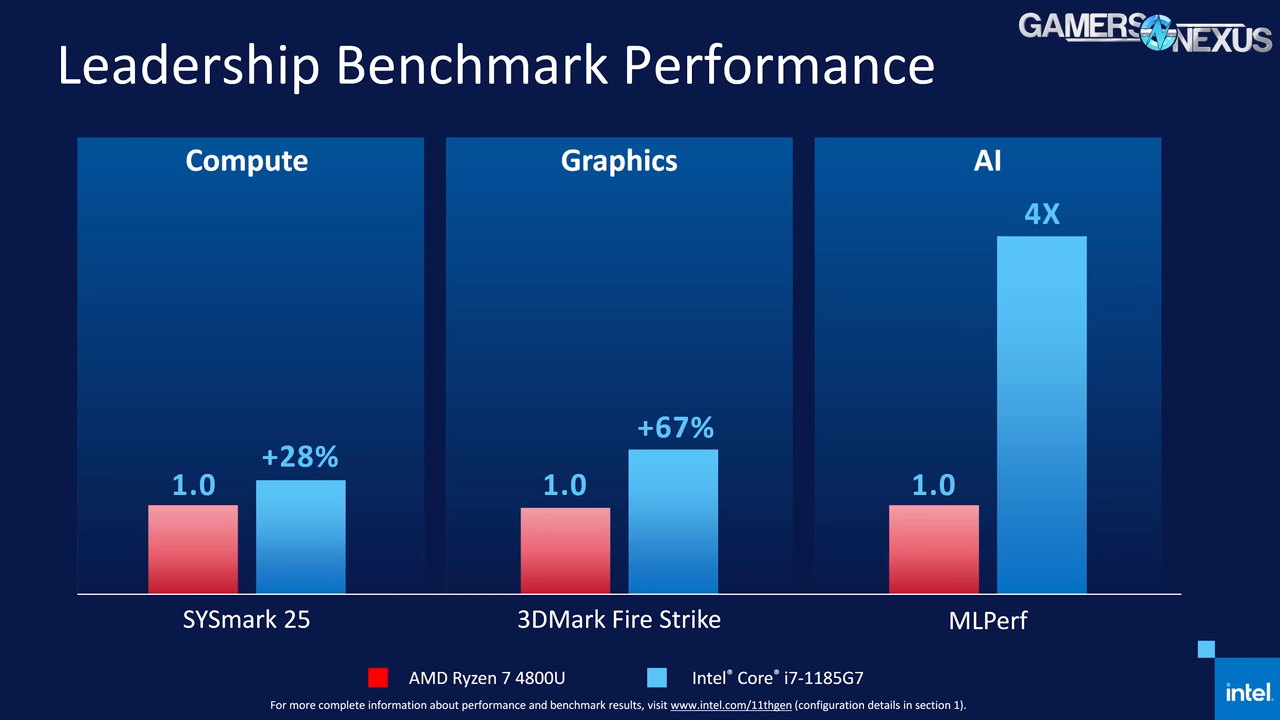 GAMERS NEXUS
Leadership Benchmark Performance
Compute
1.0
+28%
SYSmark 25
Graphics
1.0
+67%
3DMark Fire Strike
AI
1.0
4X
MLPerf
AMD Ryzen 7 4800U
Intel® Core® i7-1185G7
For more complete information about performance and benchmark results, visit www.intel.com/11thgen (configuration details in section 1).
intel.